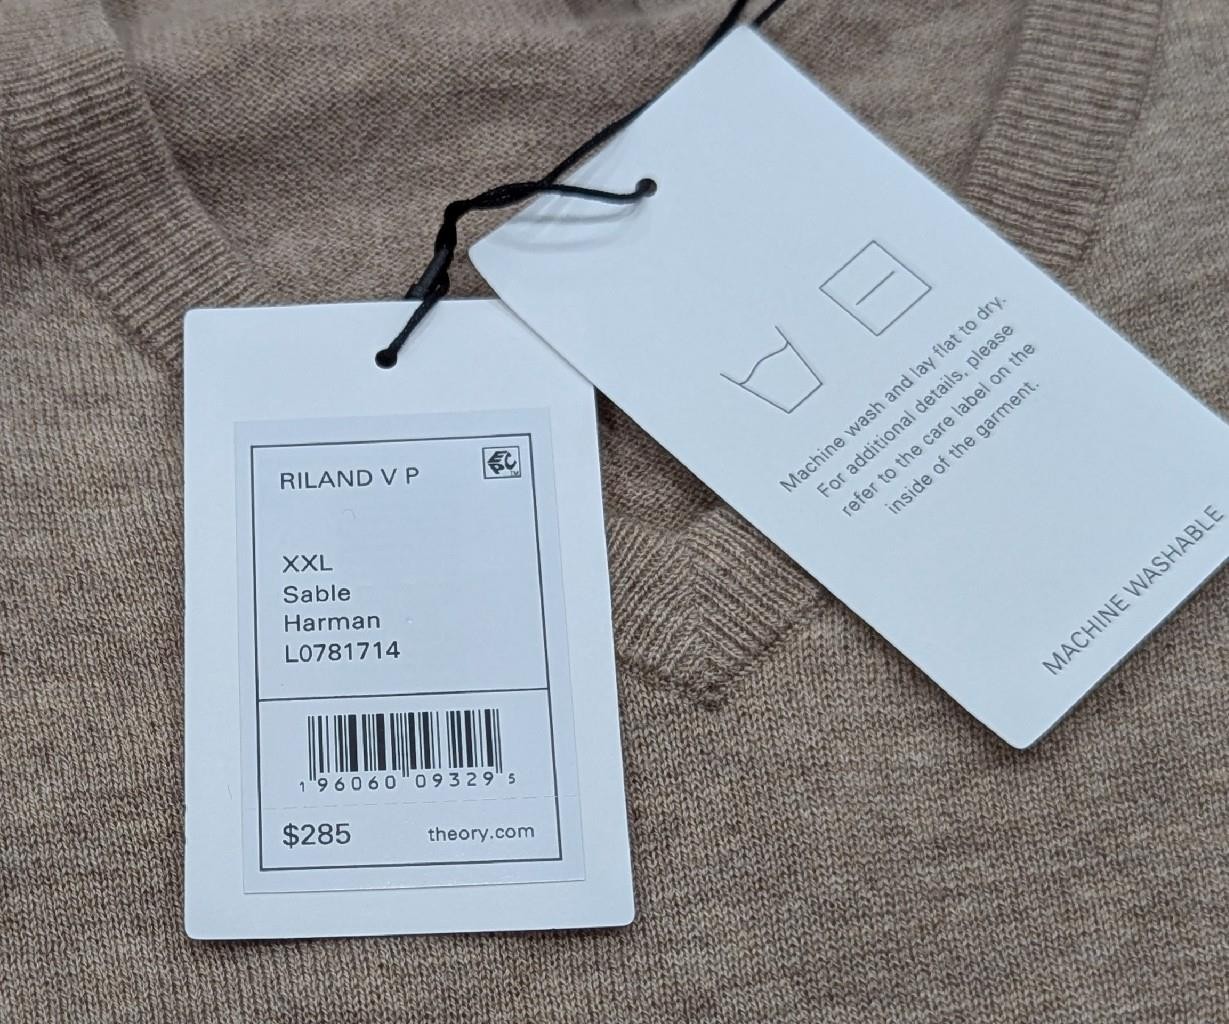 RILAND V P
EPC
XXL
Sable
Harman
L0781714
1 96060 09329 5
$285
theory.com
Machine wash and lay flat to dry.
For additional details, please
refer to the care label on the
inside of the garment.
MACHINE WASHABLE